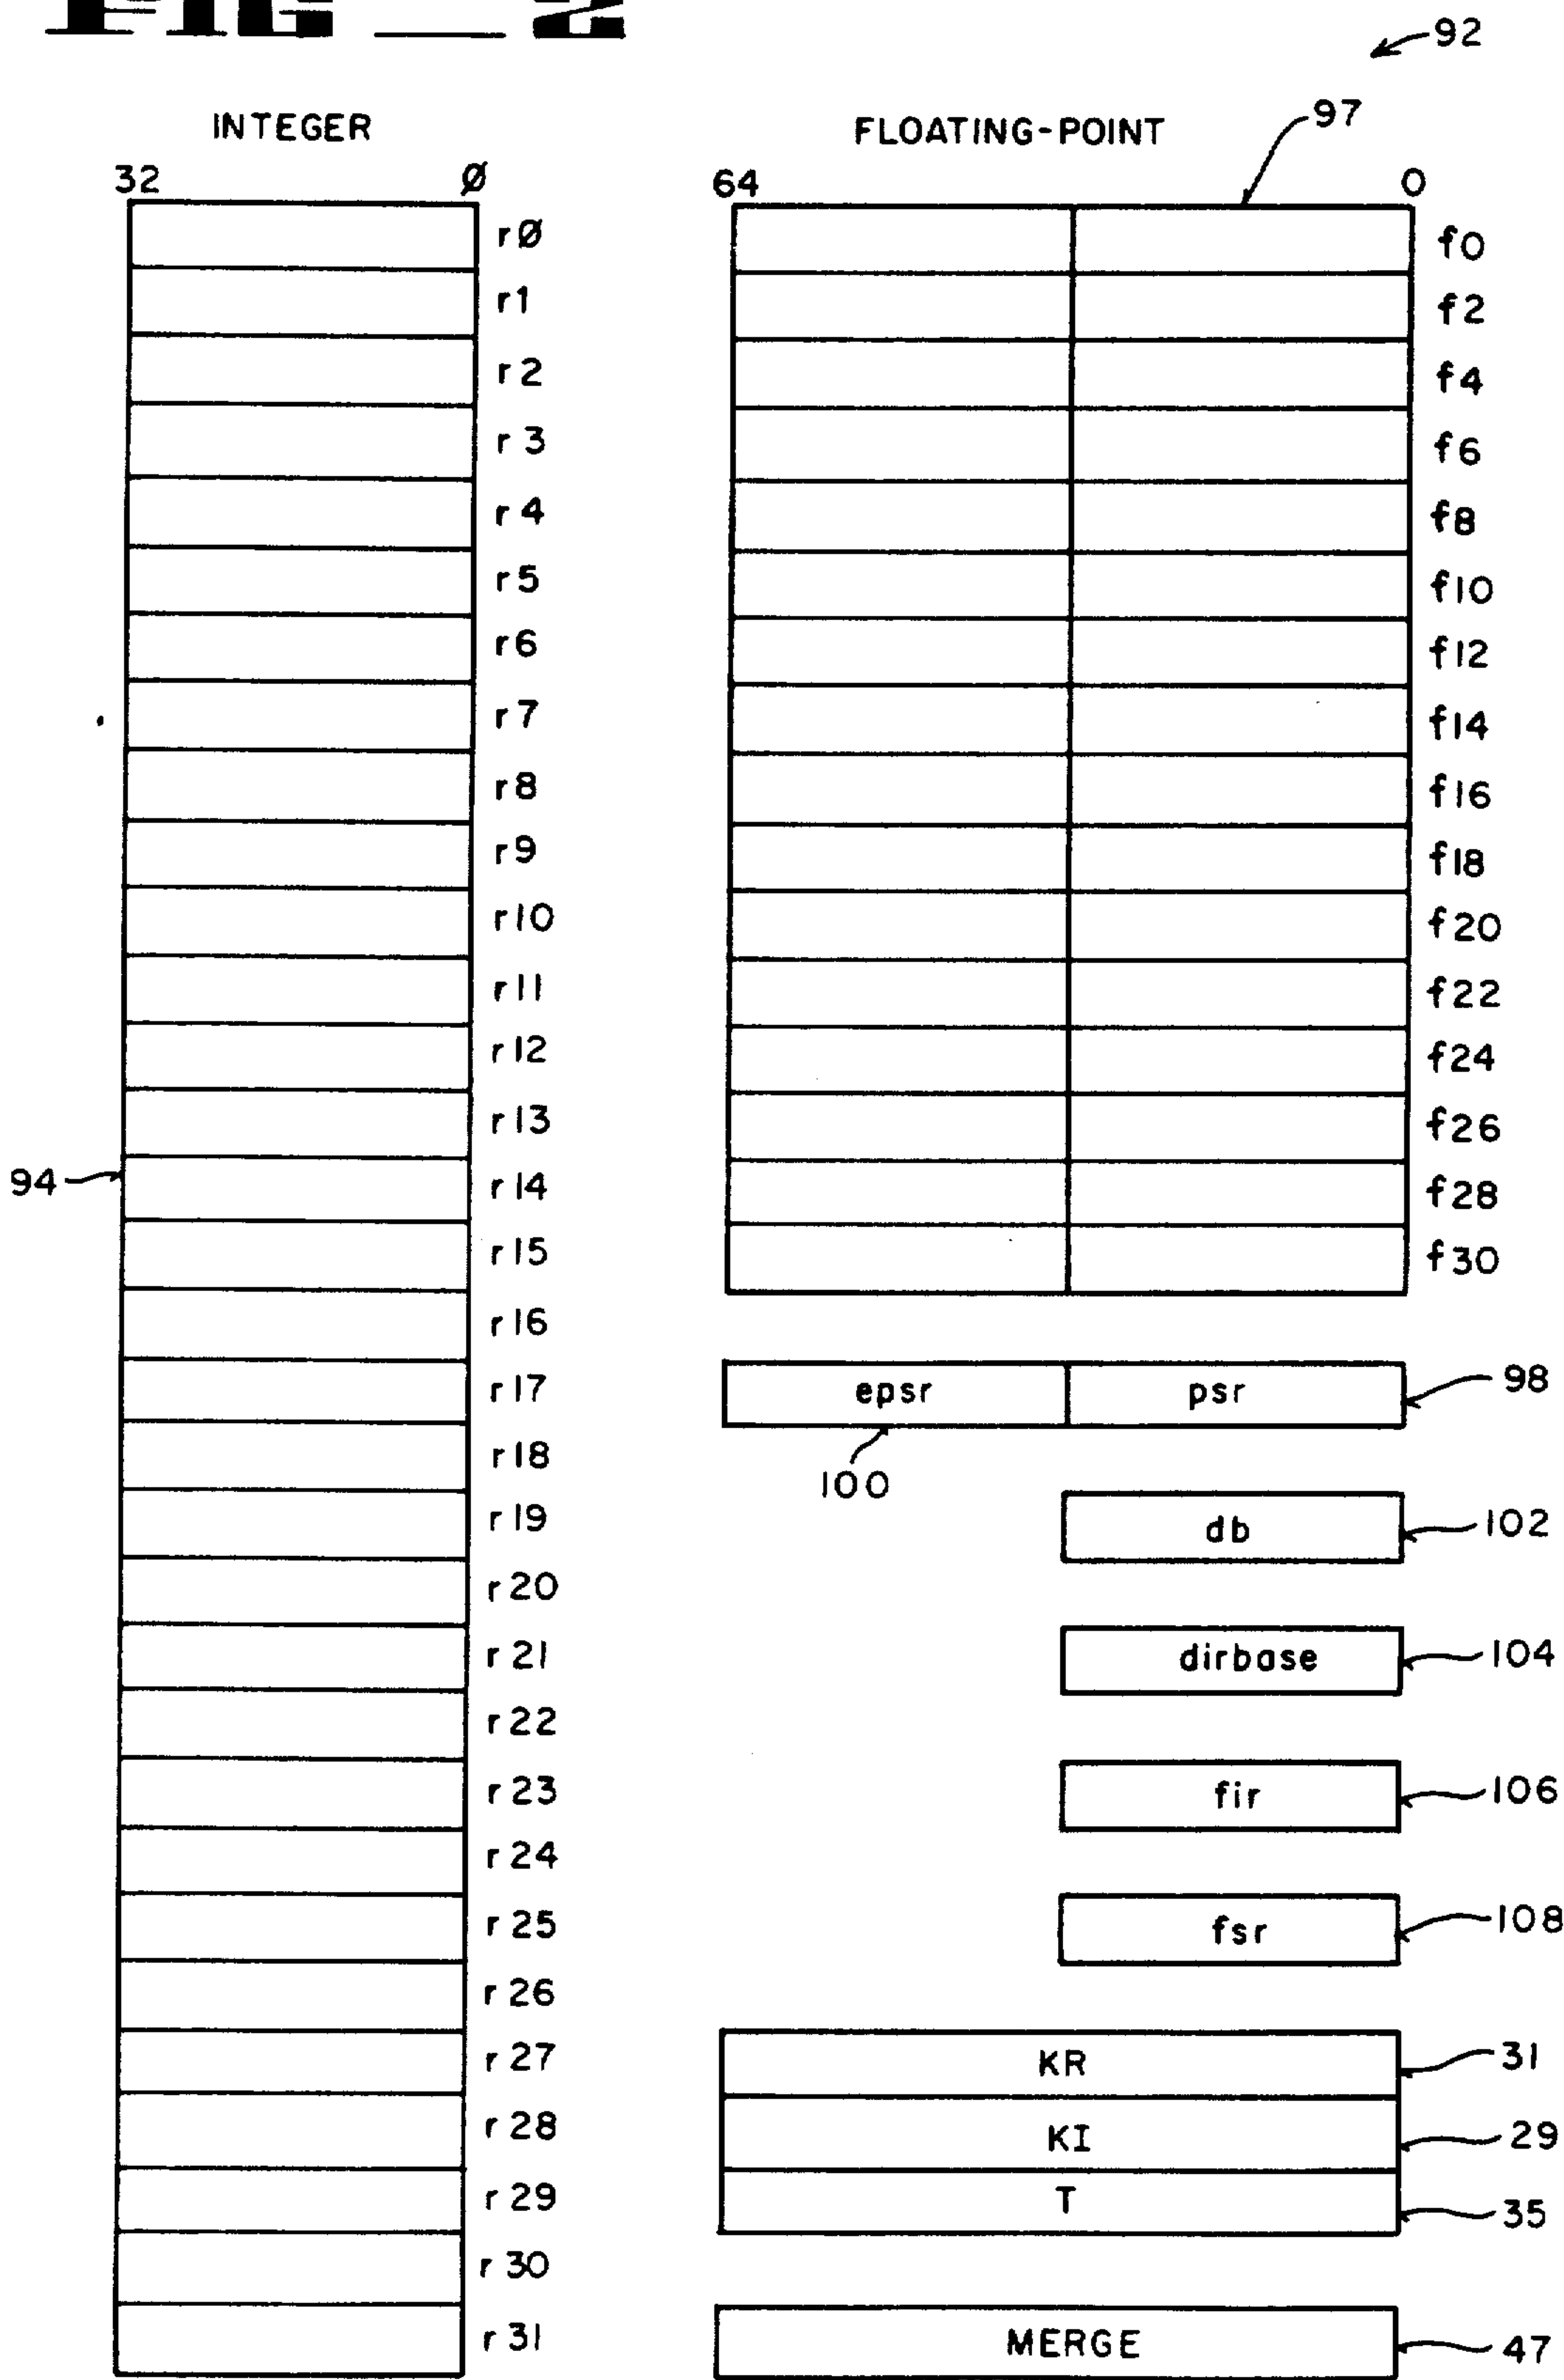 FIG_2
92
INTEGER
32 Ø
rØ
r1
r2
r3
r4
r5
r6
r7
r8
r9
r10
r11
r12
r13
94
r14
r15
r16
r17
r18
r19
r20
r21
r22
r23
r24
r25
r26
r27
r28
r29
r30
r31
FLOATING-POINT
97
64 0
f0
f2
f4
f6
f8
f10
f12
f14
f16
f18
f20
f22
f24
f26
f28
f30
epsr psr 98
100
db 102
dirbase 104
fir 106
fsr 108
KR 31
KI 29
T 35
MERGE 47